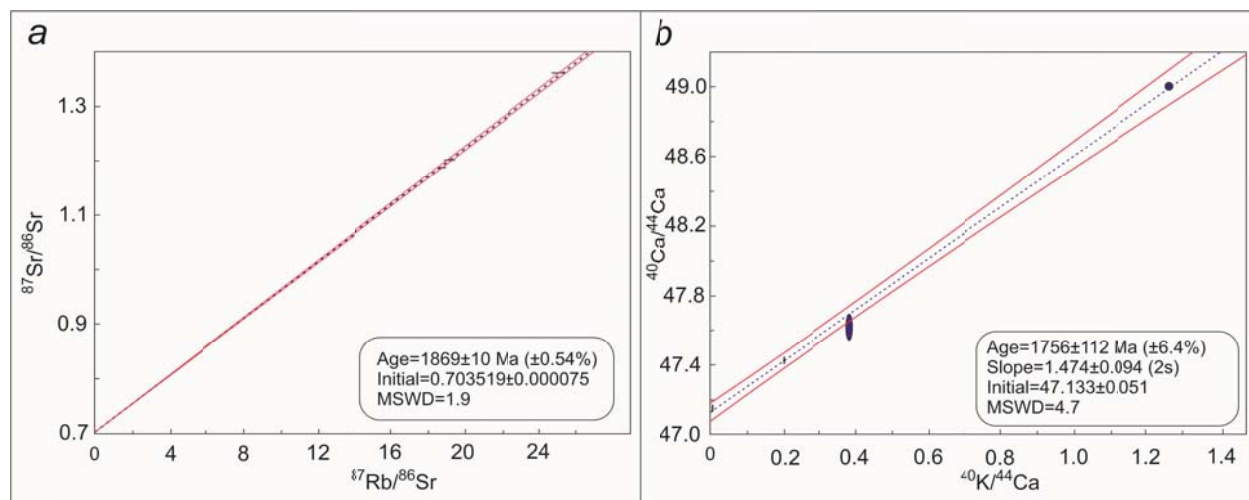 a
1.3
1.1
0.9
0.7
⁸⁷Sr/⁸⁶Sr
Age=1869±10 Ma (±0.54%)
Initial=0.703519±0.000075
MSWD=1.9
0 4 8 12 16 20 24
⁸⁷Rb/⁸⁶Sr
b
49.0
48.6
48.2
47.8
47.4
47.0
⁴⁰Ca/⁴⁴Ca
Age=1756±112 Ma (±6.4%)
Slope=1.474±0.094 (2s)
Initial=47.133±0.051
MSWD=4.7
0 0.2 0.4 0.6 0.8 1.0 1.2 1.4
⁴⁰K/⁴⁴Ca